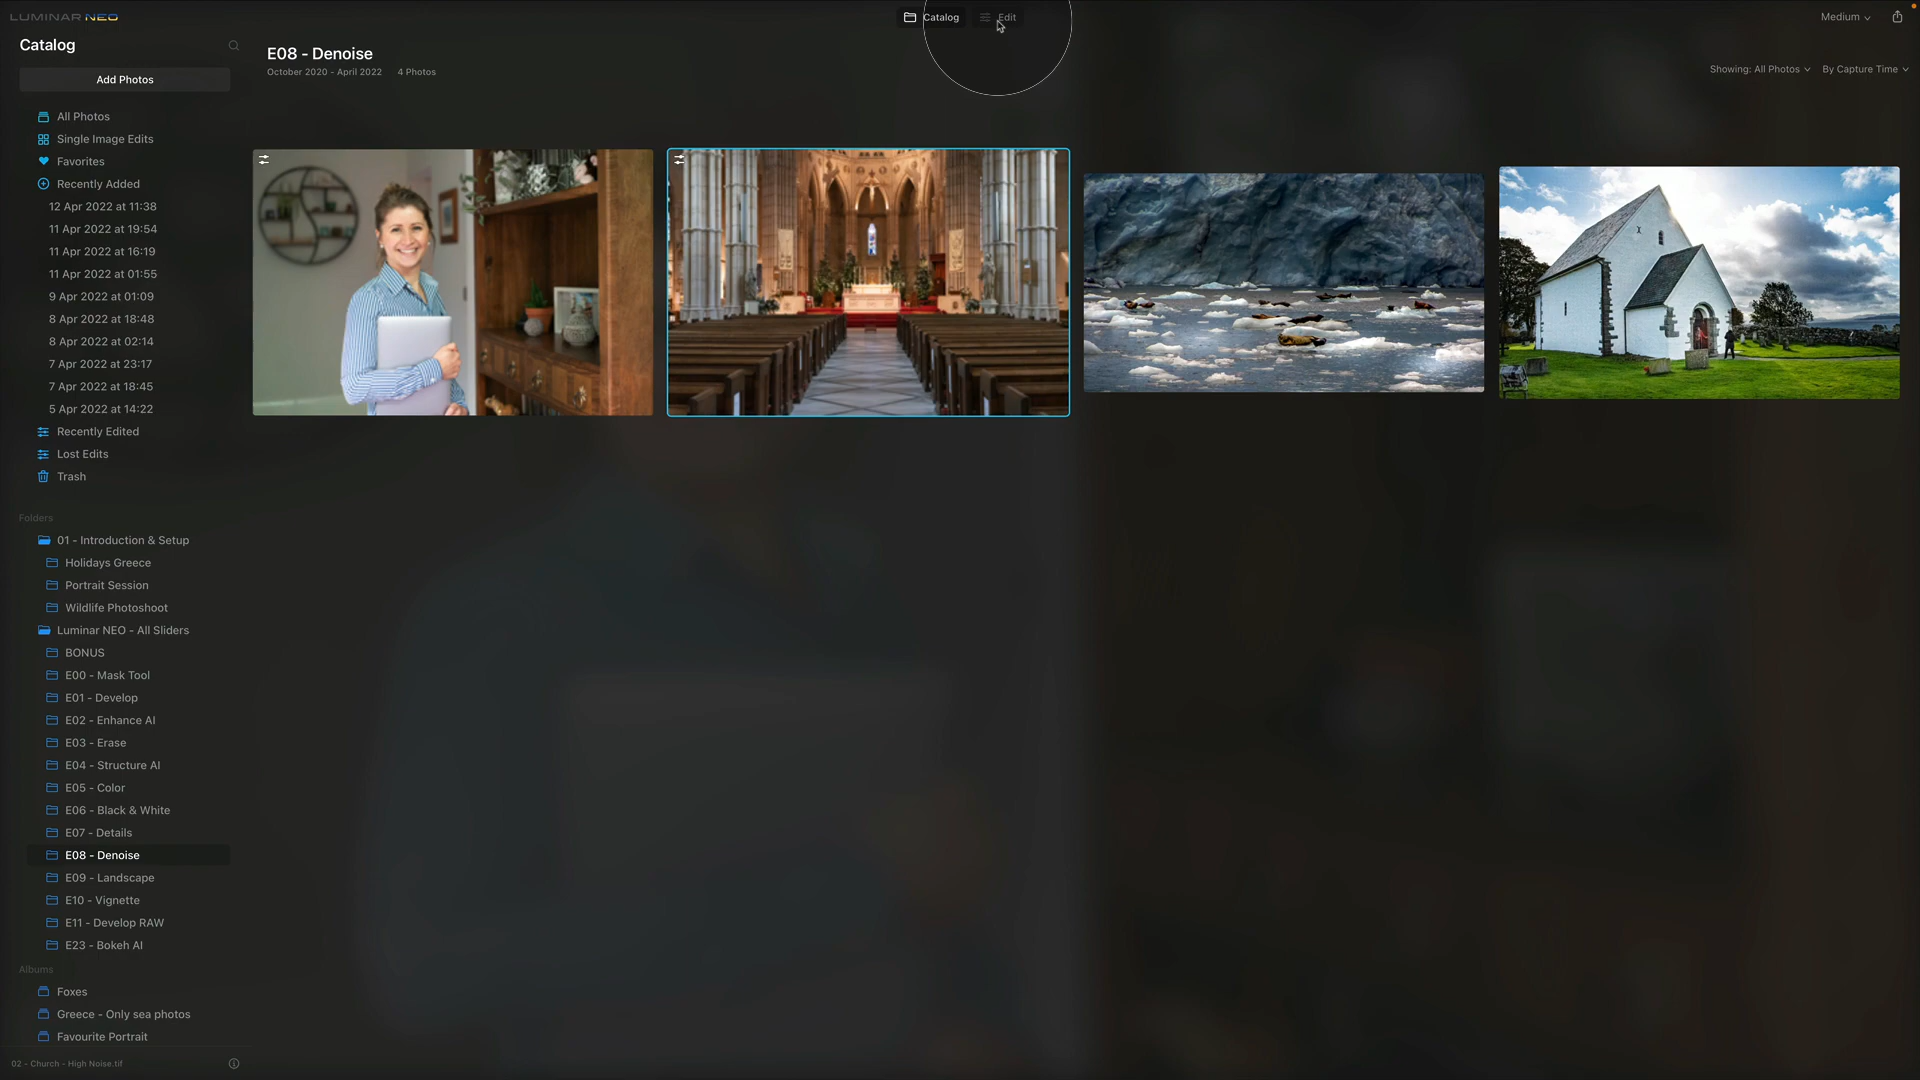 LUMINAR NEO
Catalog
Edit
Medium
Catalog
Add Photos
E08 - Denoise
October 2020 - April 2022 4 Photos
Showing: All Photos
By Capture Time
All Photos
Single Image Edits
Favorites
Recently Added
12 Apr 2022 at 11:38
11 Apr 2022 at 19:54
11 Apr 2022 at 16:19
11 Apr 2022 at 01:55
9 Apr 2022 at 01:09
8 Apr 2022 at 18:48
8 Apr 2022 at 02:14
7 Apr 2022 at 23:17
7 Apr 2022 at 18:45
5 Apr 2022 at 14:22
Recently Edited
Lost Edits
Trash
Folders
01 - Introduction & Setup
Holidays Greece
Portrait Session
Wildlife Photoshoot
Luminar NEO - All Sliders
BONUS
E00 - Mask Tool
E01 - Develop
E02 - Enhance AI
E03 - Erase
E04 - Structure AI
E05 - Color
E06 - Black & White
E07 - Details
E08 - Denoise
E09 - Landscape
E10 - Vignette
E11 - Develop RAW
E23 - Bokeh AI
Albums
Foxes
Greece - Only sea photos
Favourite Portrait
02 - Church - High Noise.tif